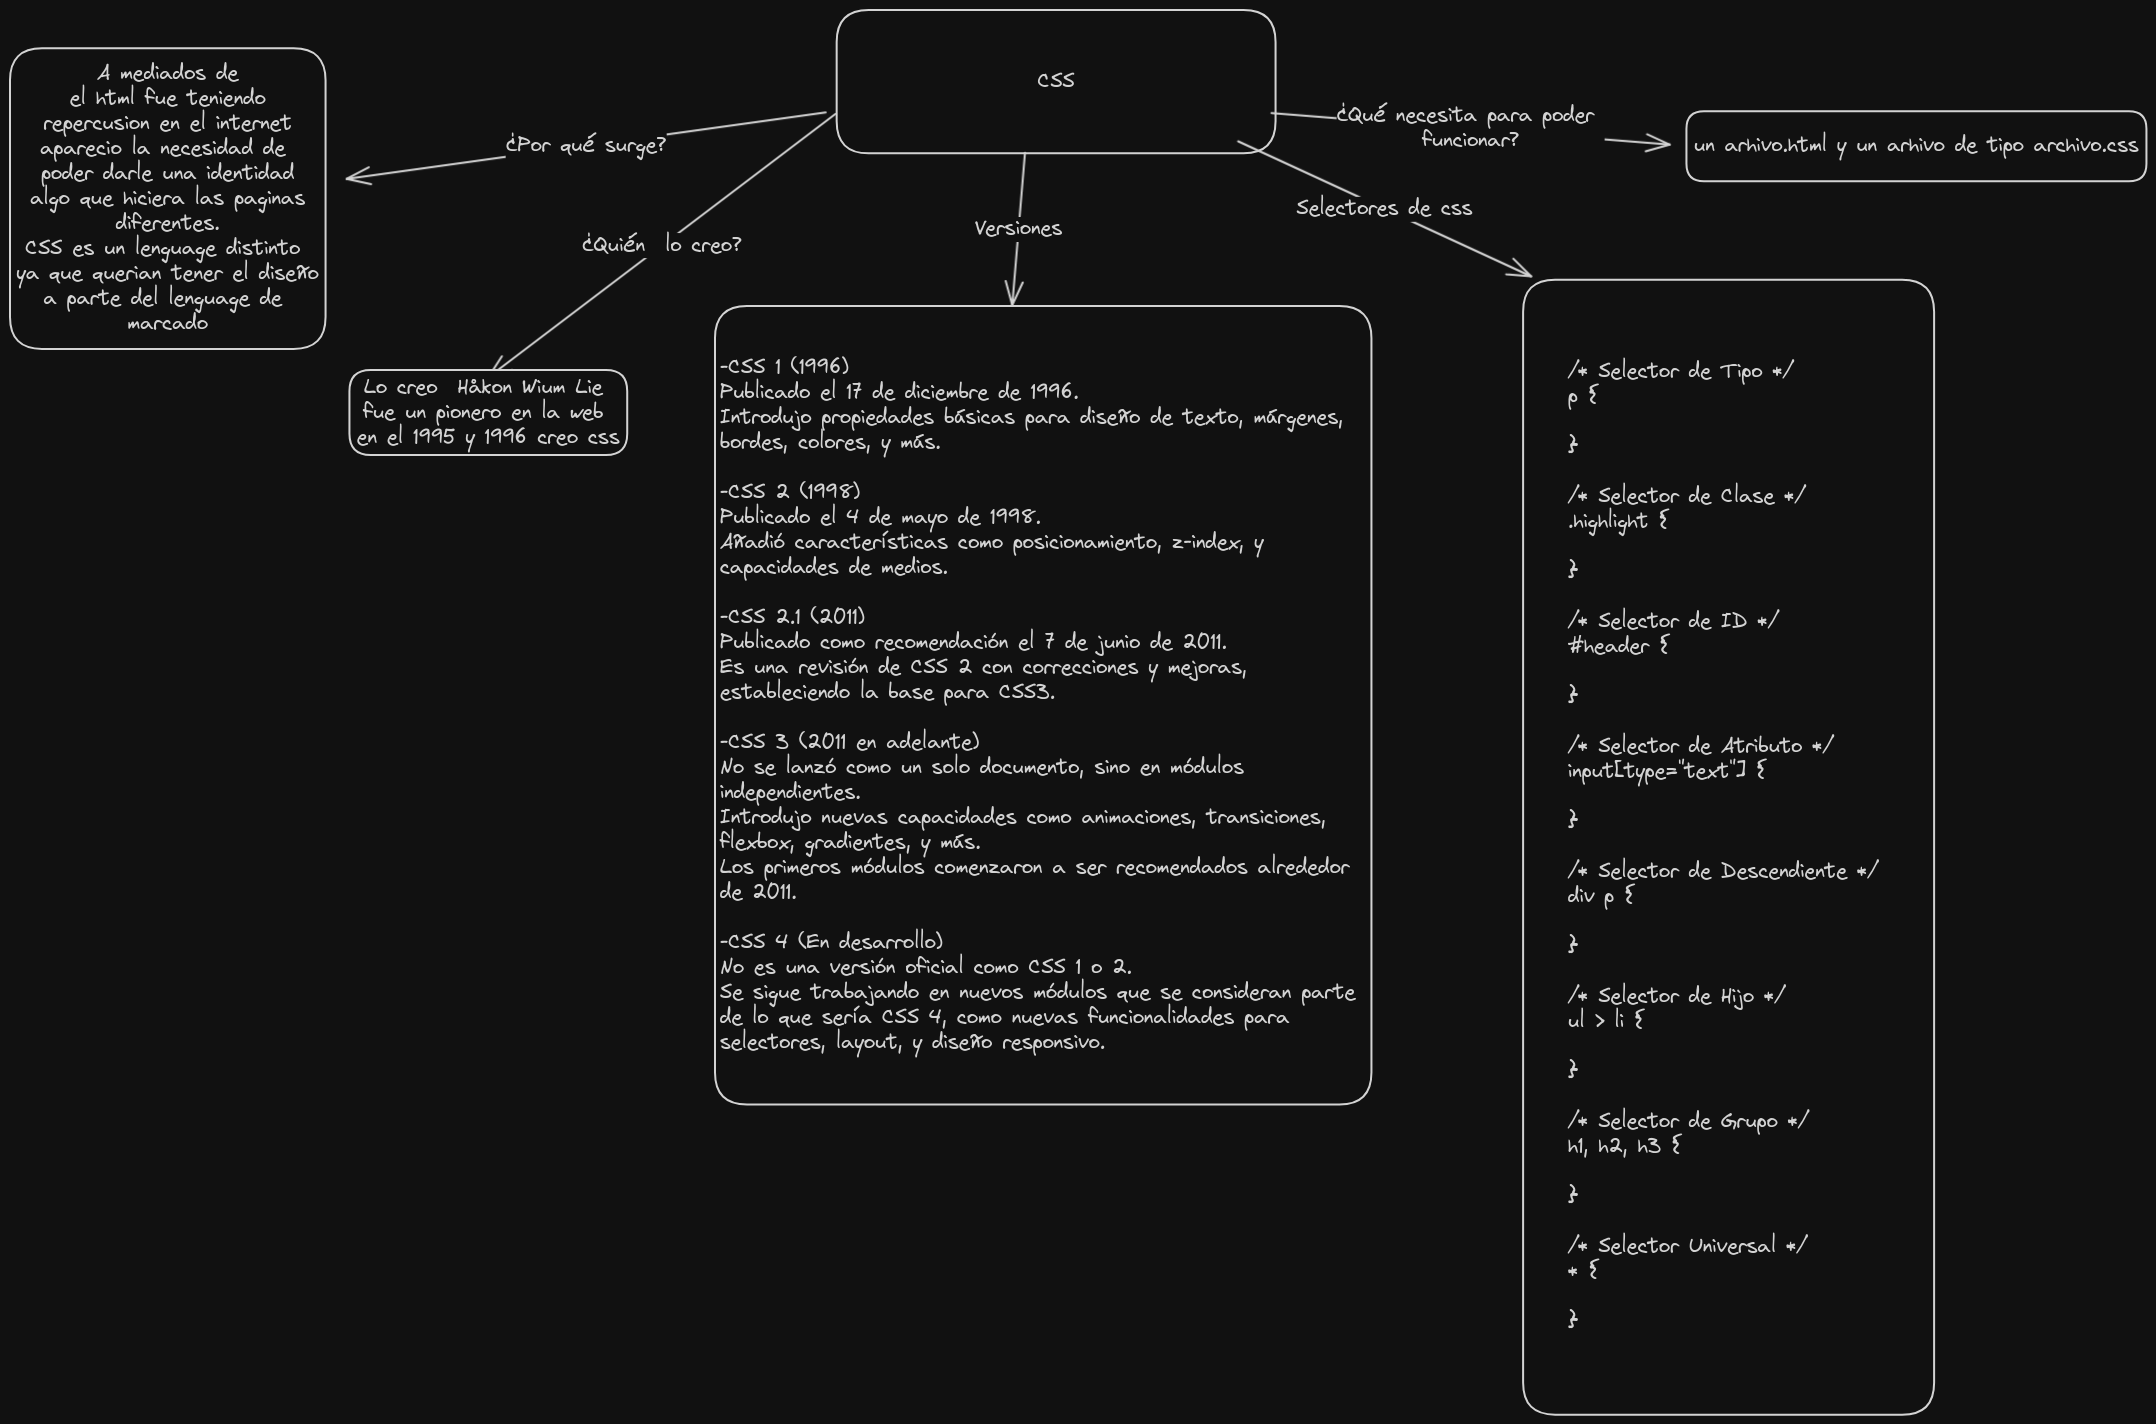 CSS
¿Por qué surge?
A mediados de
el html fue teniendo
repercusion en el internet
aparecio la necesidad de
poder darle una identidad
algo que hiciera las paginas
diferentes.
CSS es un lenguage distinto
ya que querian tener el diseño
a parte del lenguage de
marcado
¿Quién lo creo?
Lo creo Håkon Wium Lie
fue un pionero en la web
en el 1995 y 1996 creo css
Versiones
-CSS 1 (1996)
Publicado el 17 de diciembre de 1996.
Introdujo propiedades básicas para diseño de texto, márgenes,
bordes, colores, y más.
-CSS 2 (1998)
Publicado el 4 de mayo de 1998.
Añadió características como posicionamiento, z-index, y
capacidades de medios.
-CSS 2.1 (2011)
Publicado como recomendación el 7 de junio de 2011.
Es una revisión de CSS 2 con correcciones y mejoras,
estableciendo la base para CSS3.
-CSS 3 (2011 en adelante)
No se lanzó como un solo documento, sino en módulos
independientes.
Introdujo nuevas capacidades como animaciones, transiciones,
flexbox, gradientes, y más.
Los primeros módulos comenzaron a ser recomendados alrededor
de 2011.
-CSS 4 (En desarrollo)
No es una versión oficial como CSS 1 o 2.
Se sigue trabajando en nuevos módulos que se consideran parte
de lo que sería CSS 4, como nuevas funcionalidades para
selectores, layout, y diseño responsivo.
Selectores de css
/* Selector de Tipo */
p {
}
/* Selector de Clase */
.highlight {
}
/* Selector de ID */
#header {
}
/* Selector de Atributo */
input[type="text"] {
}
/* Selector de Descendiente */
div p {
}
/* Selector de Hijo */
ul > li {
}
/* Selector de Grupo */
h1, h2, h3 {
}
/* Selector Universal */
* {
}
¿Qué necesita para poder
funcionar?
un arhivo.html y un arhivo de tipo archivo.css